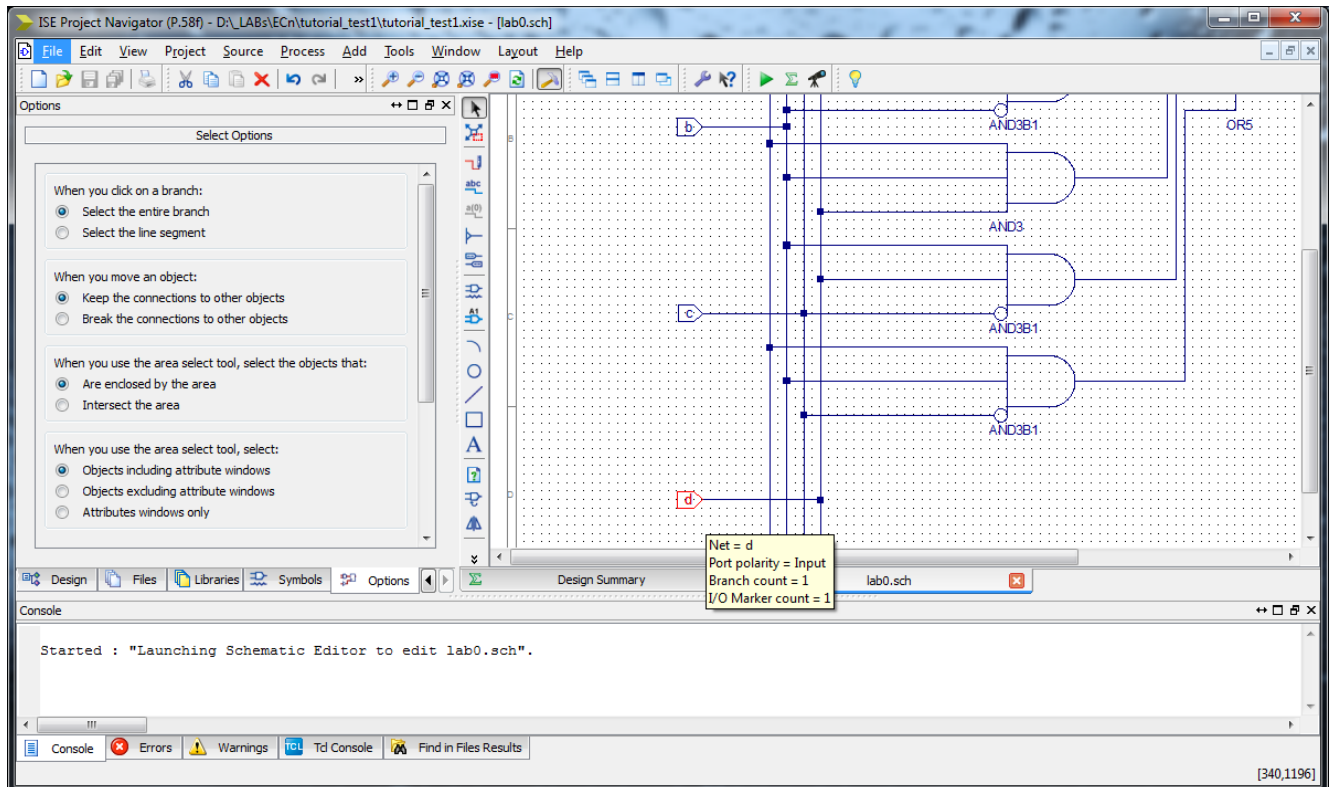 ISE Project Navigator (P.58f) - D:\_LABs\ECn\tutorial_test1\tutorial_test1.xise - [lab0.sch]
File Edit View Project Source Process Add Tools Window Layout Help
Options
Select Options
When you click on a branch:
Select the entire branch
Select the line segment
When you move an object:
Keep the connections to other objects
Break the connections to other objects
When you use the area select tool, select the objects that:
Are enclosed by the area
Intersect the area
When you use the area select tool, select:
Objects including attribute windows
Objects excluding attribute windows
Attributes windows only
abc
a(0)
A1
A
B
C
D
b
AND3B1
OR5
AND3
c
AND3B1
AND3B1
d
Net = d
Port polarity = Input
Branch count = 1
I/O Marker count = 1
Design Files Libraries Symbols Options
Design Summary
lab0.sch
Console
Started : "Launching Schematic Editor to edit lab0.sch".
Console Errors Warnings TCL Tcl Console Find in Files Results
[340,1196]